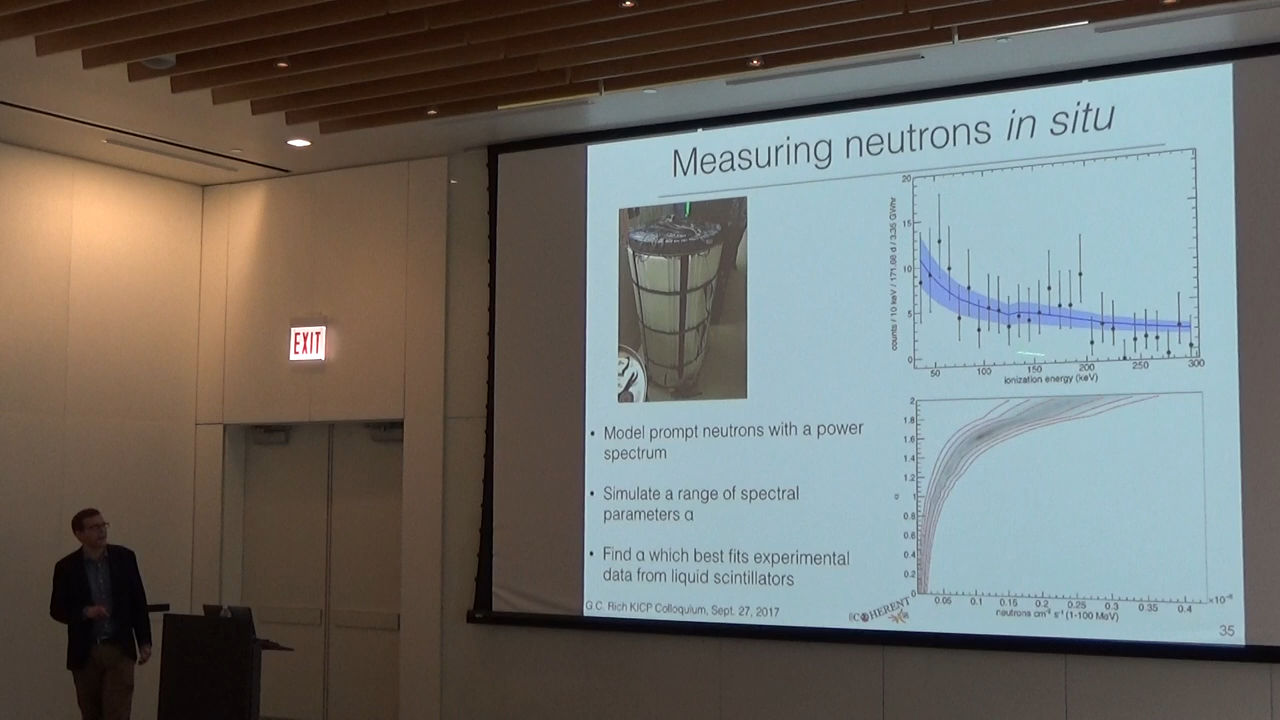 Measuring neutrons in situ
EXIT
• Model prompt neutrons with a power
spectrum
• Simulate a range of spectral
parameters α
• Find α which best fits experimental
data from liquid scintillators
G.C. Rich KICP Colloquium, Sept. 27, 2017
COHERENT
35
counts / 10 keV / 171.68 d / 3.35 GWhr
20
15
10
5
0
50
100
150
200
250
300
ionization energy (keV)
α
2
1.8
1.6
1.4
1.2
1
0.8
0.6
0.4
0.2
0
0.05
0.1
0.15
0.2
0.25
0.3
0.35
0.4
neutrons cm⁻² s⁻¹ (1-100 MeV)